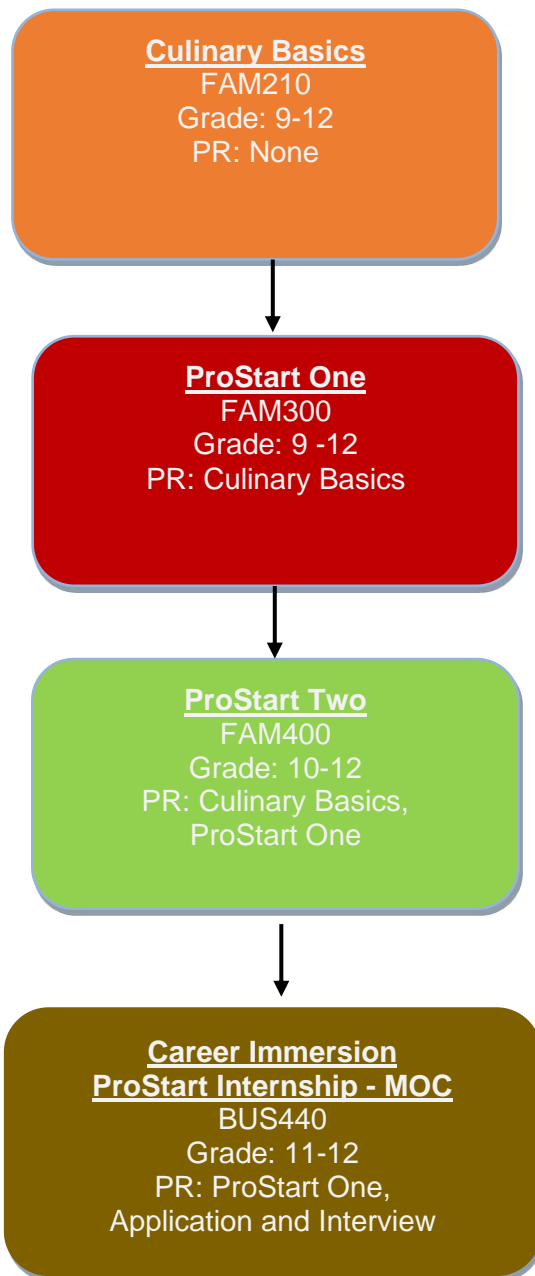 Culinary Basics
FAM210
Grade: 9-12
PR: None
ProStart One
FAM300
Grade: 9 -12
PR: Culinary Basics
ProStart Two
FAM400
Grade: 10-12
PR: Culinary Basics,
ProStart One
Career Immersion
ProStart Internship - MOC
BUS440
Grade: 11-12
PR: ProStart One,
Application and Interview